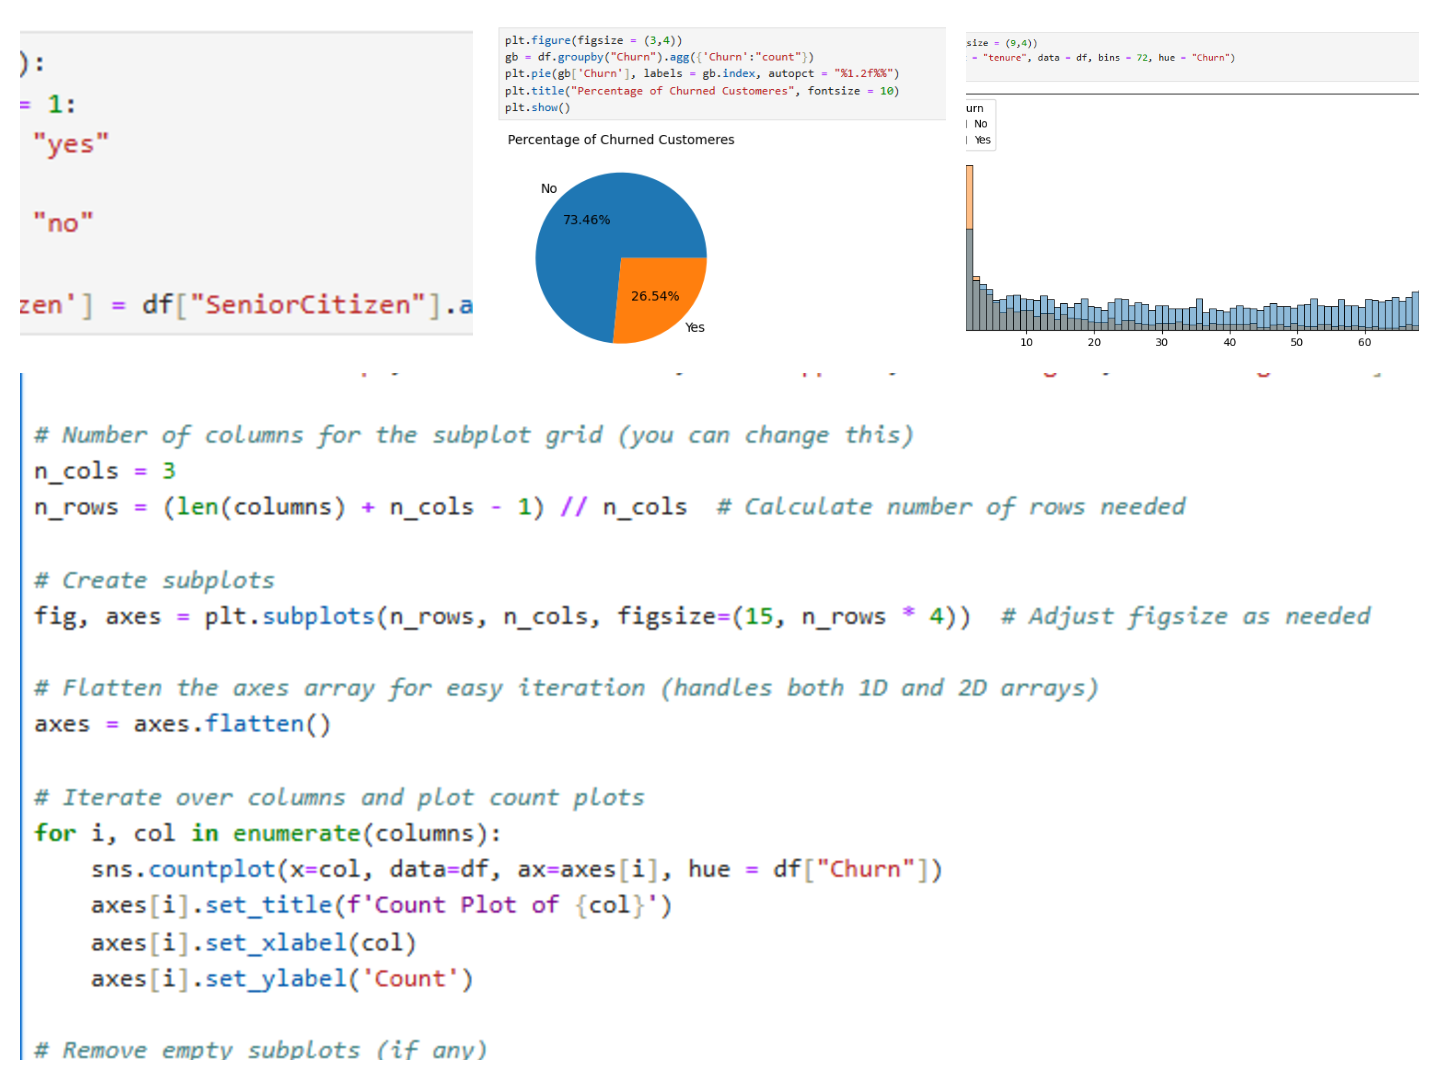 ):
= 1:
"yes"
"no"
zen'] = df["SeniorCitizen"].a
plt.figure(figsize = (3,4))
gb = df.groupby("Churn").agg({'Churn':"count"})
plt.pie(gb['Churn'], labels = gb.index, autopct = "%1.2f%%")
plt.title("Percentage of Churned Customeres", fontsize = 10)
plt.show()
Percentage of Churned Customeres
No
73.46%
26.54%
Yes
size = (9,4))
= "tenure", data = df, bins = 72, hue = "Churn")
urn
No
Yes
10 20 30 40 50 60
# Number of columns for the subplot grid (you can change this)
n_cols = 3
n_rows = (len(columns) + n_cols - 1) // n_cols  # Calculate number of rows needed
# Create subplots
fig, axes = plt.subplots(n_rows, n_cols, figsize=(15, n_rows * 4))  # Adjust figsize as needed
# Flatten the axes array for easy iteration (handles both 1D and 2D arrays)
axes = axes.flatten()
# Iterate over columns and plot count plots
for i, col in enumerate(columns):
    sns.countplot(x=col, data=df, ax=axes[i], hue = df["Churn"])
    axes[i].set_title(f'Count Plot of {col}')
    axes[i].set_xlabel(col)
    axes[i].set_ylabel('Count')
# Remove empty subplots (if any)